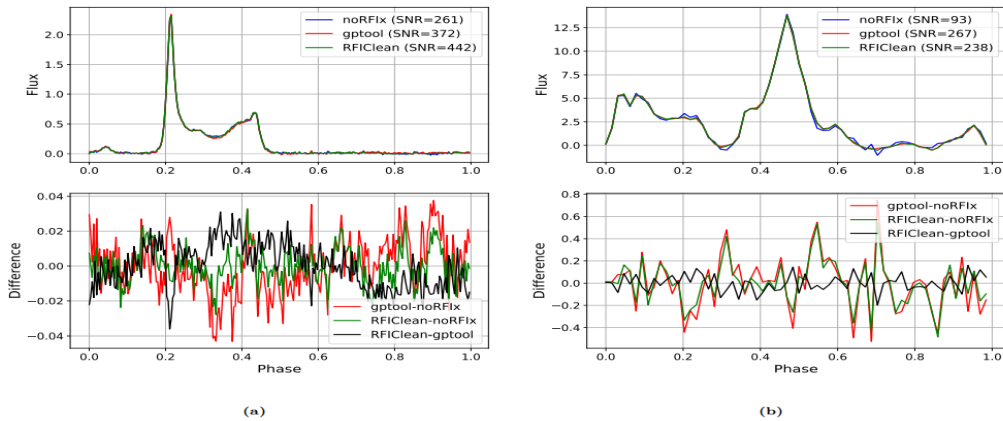 2.0
1.5
1.0
0.5
0.0
Flux
noRFIx (SNR=261)
gptool (SNR=372)
RFIClean (SNR=442)
0.0 0.2 0.4 0.6 0.8 1.0
0.04
0.02
0.00
−0.02
−0.04
Difference
gptool-noRFIx
RFIClean-noRFIx
RFIClean-gptool
0.0 0.2 0.4 0.6 0.8 1.0
Phase
(a)
12.5
10.0
7.5
5.0
2.5
0.0
Flux
noRFIx (SNR=93)
gptool (SNR=267)
RFIClean (SNR=238)
0.0 0.2 0.4 0.6 0.8 1.0
0.8
0.6
0.4
0.2
0.0
−0.2
−0.4
Difference
gptool-noRFIx
RFIClean-noRFIx
RFIClean-gptool
0.0 0.2 0.4 0.6 0.8 1.0
Phase
(b)